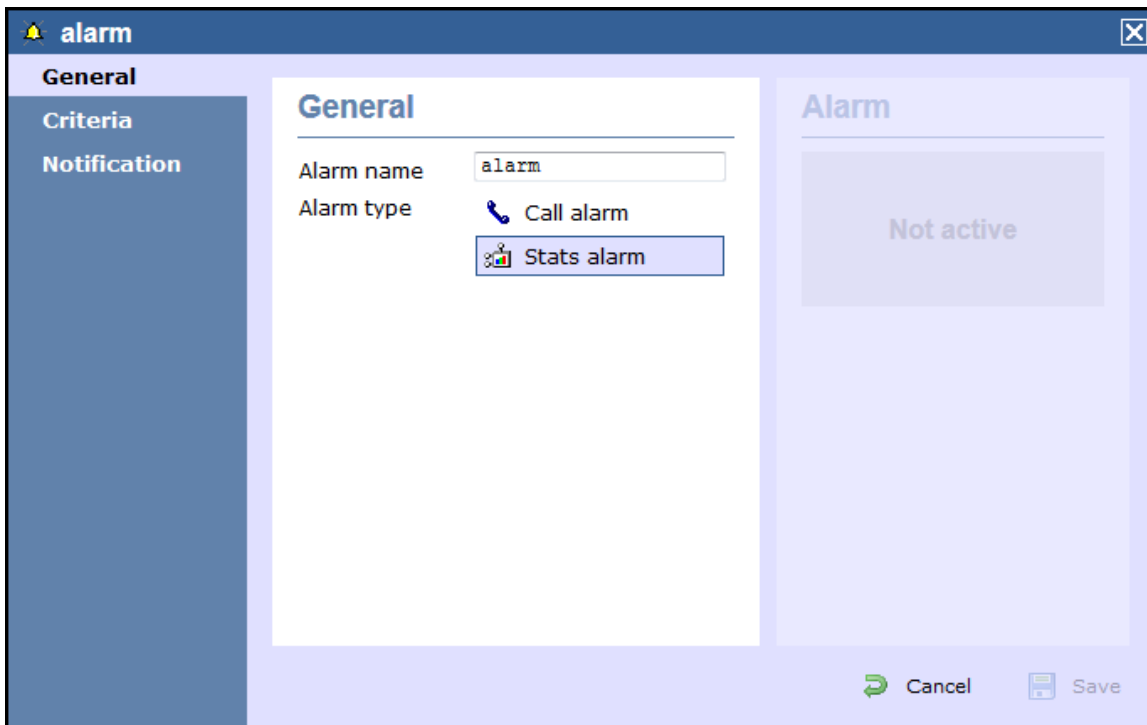 alarm
General
Criteria
Notification
General
Alarm name
alarm
Alarm type
Call alarm
Stats alarm
Alarm
Not active
Cancel
Save